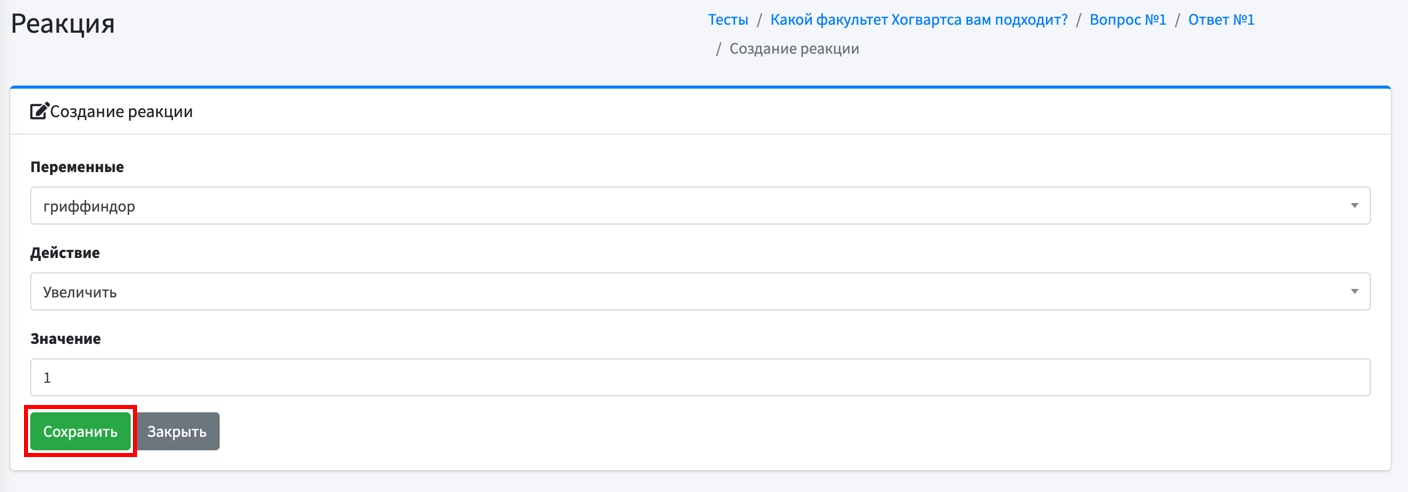 Реакция
Тесты / Какой факультет Хогвартса вам подходит? / Вопрос №1 / Ответ №1
/ Создание реакции
Создание реакции
Переменные
гриффиндор
Действие
Увеличить
Значение
1
Сохранить Закрыть